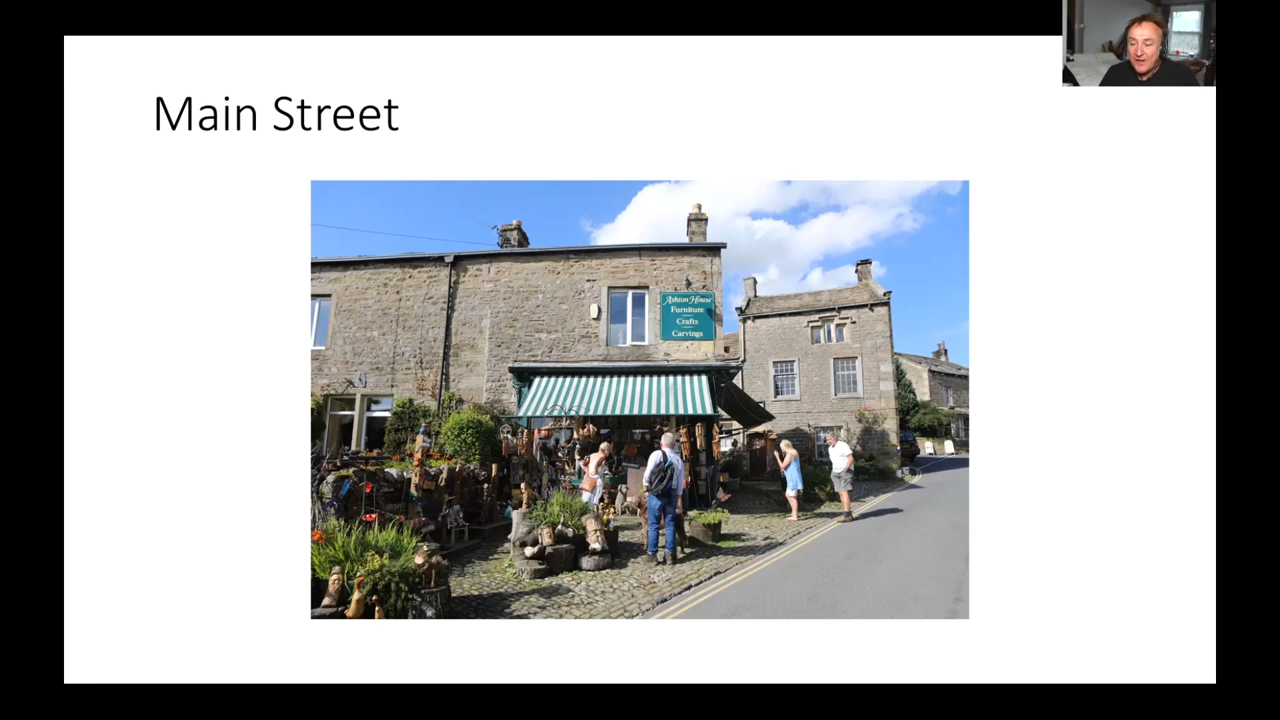 Main Street
Ashton House
Furniture
Crafts
Carvings